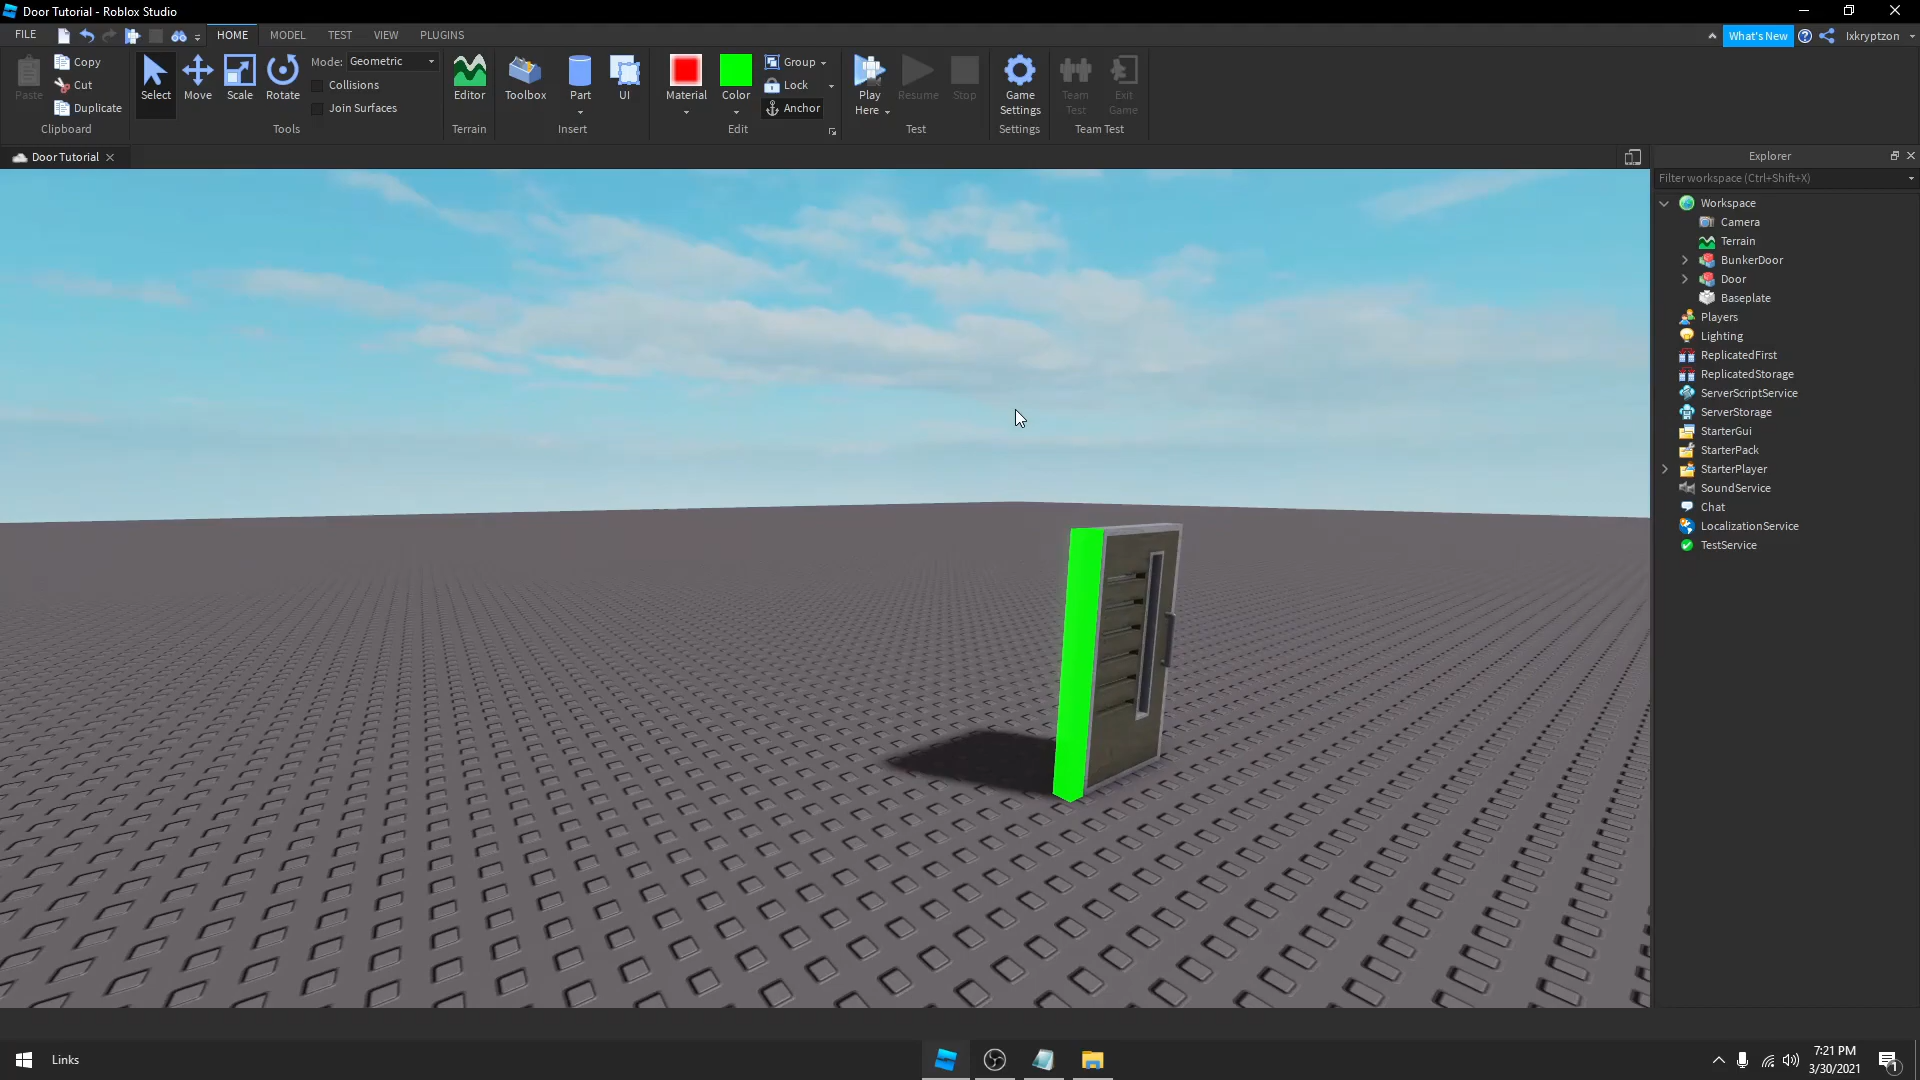 Door Tutorial - Roblox Studio
FILE HOME MODEL TEST VIEW PLUGINS What's New lxkryptzon
Paste Copy Cut Duplicate Clipboard
Select Move Scale Rotate Mode: Geometric Collisions Join Surfaces Tools
Editor Terrain
Toolbox Part UI Insert
Material Color Group Lock Anchor Edit
Play Here Resume Stop Test
Game Settings Settings
Team Test Exit Game Team Test
Door Tutorial
Explorer
Filter workspace (Ctrl+Shift+X)
Workspace
Camera
Terrain
BunkerDoor
Door
Baseplate
Players
Lighting
ReplicatedFirst
ReplicatedStorage
ServerScriptService
ServerStorage
StarterGui
StarterPack
StarterPlayer
SoundService
Chat
LocalizationService
TestService
Links
7:21 PM
3/30/2021
1